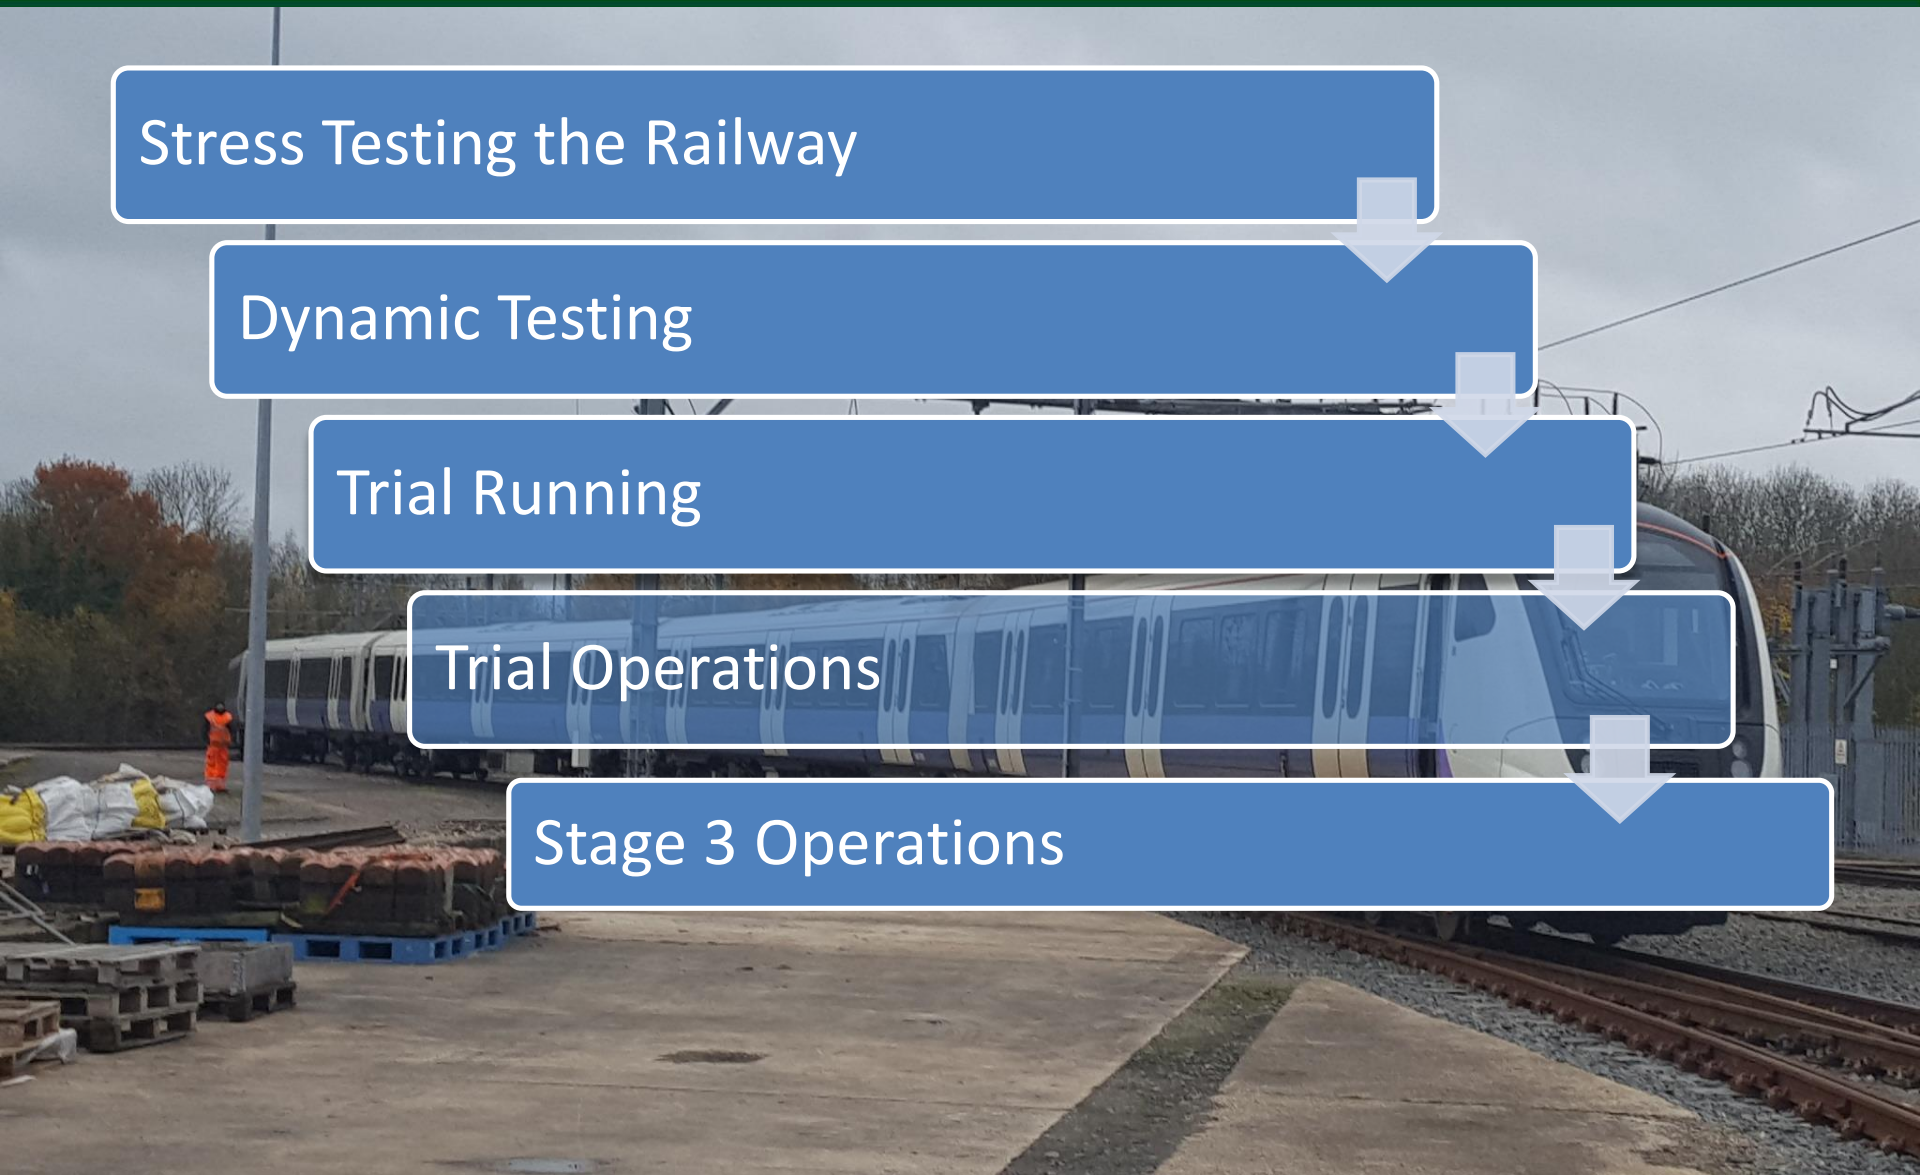 Stress Testing the Railway
Dynamic Testing
Trial Running
Trial Operations
Stage 3 Operations